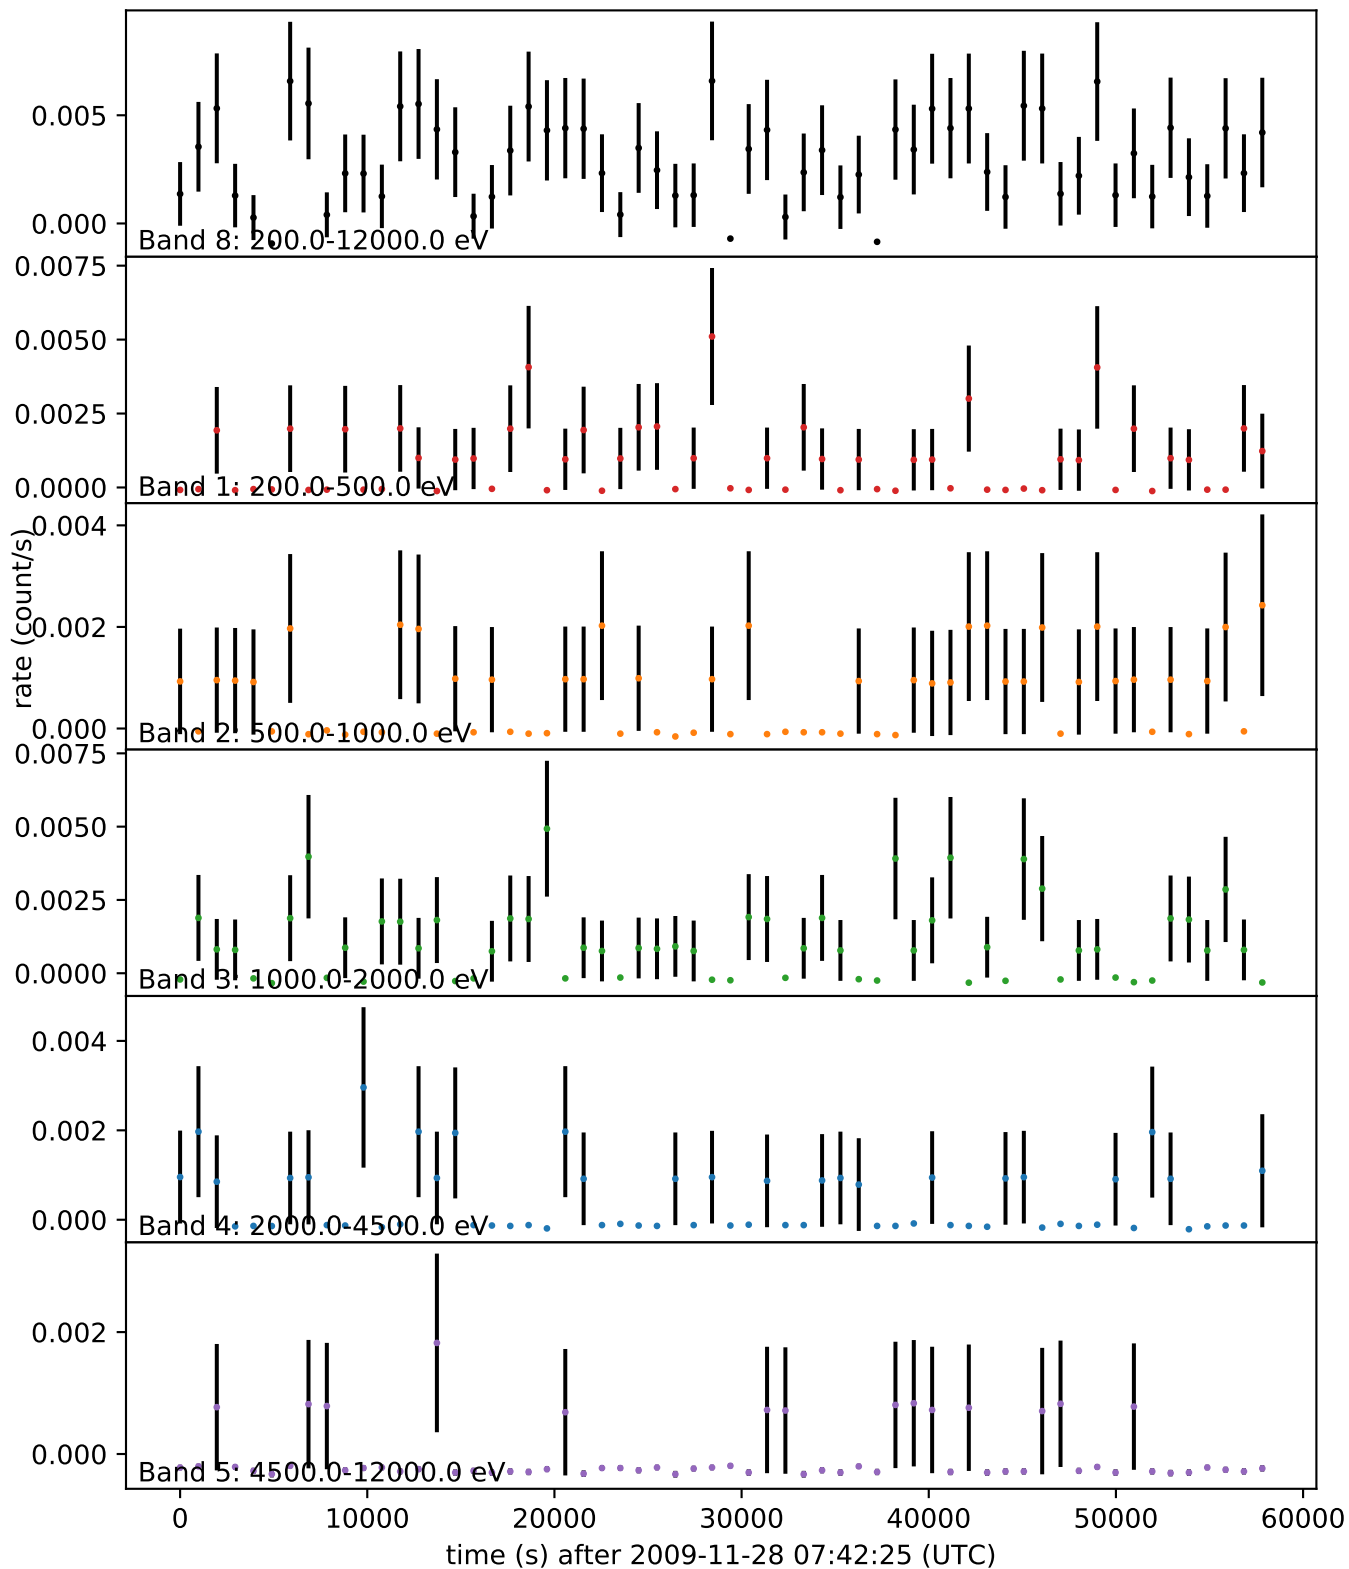 0.005
0.000
Band 8: 200.0-12000.0 eV
0.0075
0.0050
0.0025
0.0000
Band 1: 200.0-500.0 eV
0.004
0.002
0.000
Band 2: 500.0-1000.0 eV
rate (count/s)
0.0075
0.0050
0.0025
0.0000
Band 3: 1000.0-2000.0 eV
0.004
0.002
0.000
Band 4: 2000.0-4500.0 eV
0.002
0.000
Band 5: 4500.0-12000.0 eV
0 10000 20000 30000 40000 50000 60000
time (s) after 2009-11-28 07:42:25 (UTC)